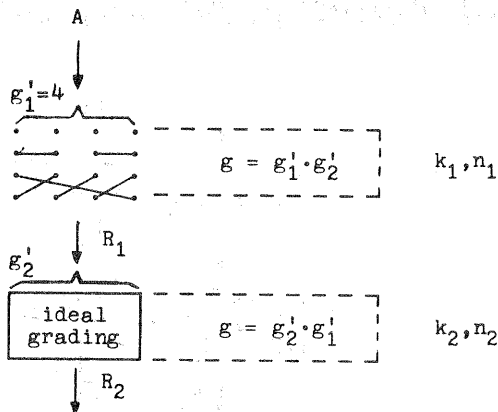 A
g'₁=4
g = g'₁·g'₂ k₁,n₁
R₁
g'₂
ideal
grading
g = g'₂·g'₁ k₂,n₂
R₂